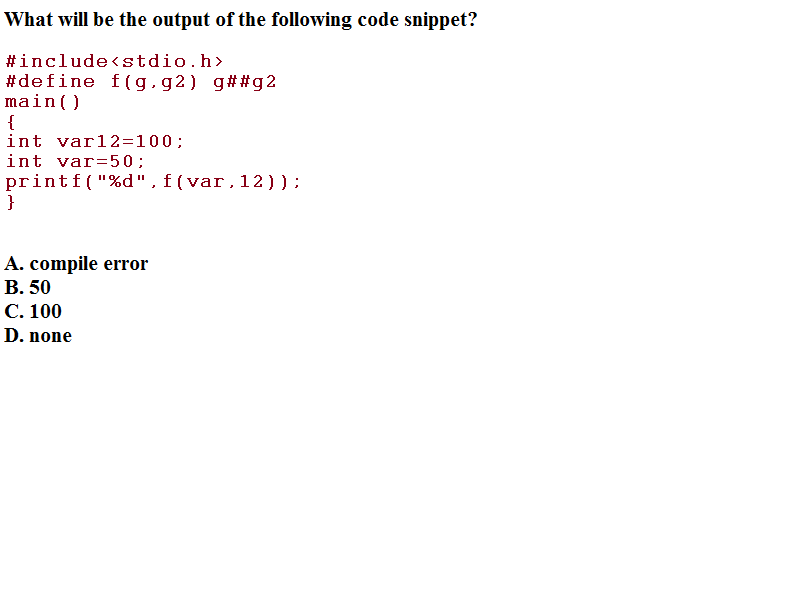 What will be the output of the following code snippet?
#include<stdio.h>
#define f(g,g2) g##g2
main()
{
int var12=100;
int var=50;
printf("%d",f(var,12));
}
A. compile error
B. 50
C. 100
D. none